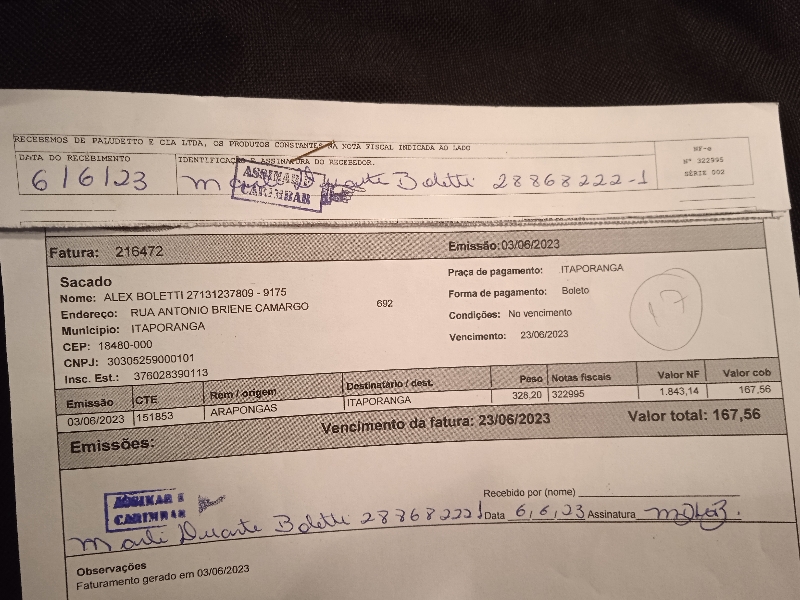 RECEBEMOS DE PALUDETTO E CIA LTDA, OS PRODUTOS CONSTANTES NA NOTA FISCAL INDICADA AO LADO
DATA DO RECEBIMENTO
IDENTIFICAÇÃO E ASSINATURA DO RECEBEDOR.
NF-e
Nº 322995
SÉRIE 002
6/6/23
ASSINAR E
CARIMBAR
Duarte Boletti 28868222-1
Fatura: 216472
Emissão:03/06/2023
Sacado
Nome: ALEX BOLETTI 27131237809 - 9175
Endereço: RUA ANTONIO BRIENE CAMARGO 692
Município: ITAPORANGA
CEP: 18480-000
CNPJ: 30305259000101
Insc. Est.: 376028390113
Praça de pagamento: ITAPORANGA
Forma de pagamento: Boleto
Condições: No vencimento
Vencimento: 23/06/2023
17
Emissão CTE Rem / origem Destinatário / dest. Peso Notas fiscais Valor NF Valor cob
03/06/2023 151853 ARAPONGAS ITAPORANGA 328,20 322995 1.843,14 167,56
Vencimento da fatura: 23/06/2023 Valor total: 167,56
Emissões:
ASSINAR E
CARIMBAR
Recebido por (nome)
Marli Duarte Boletti 288682221
Data 6/6/23 Assinatura
Observações
Faturamento gerado em 03/06/2023